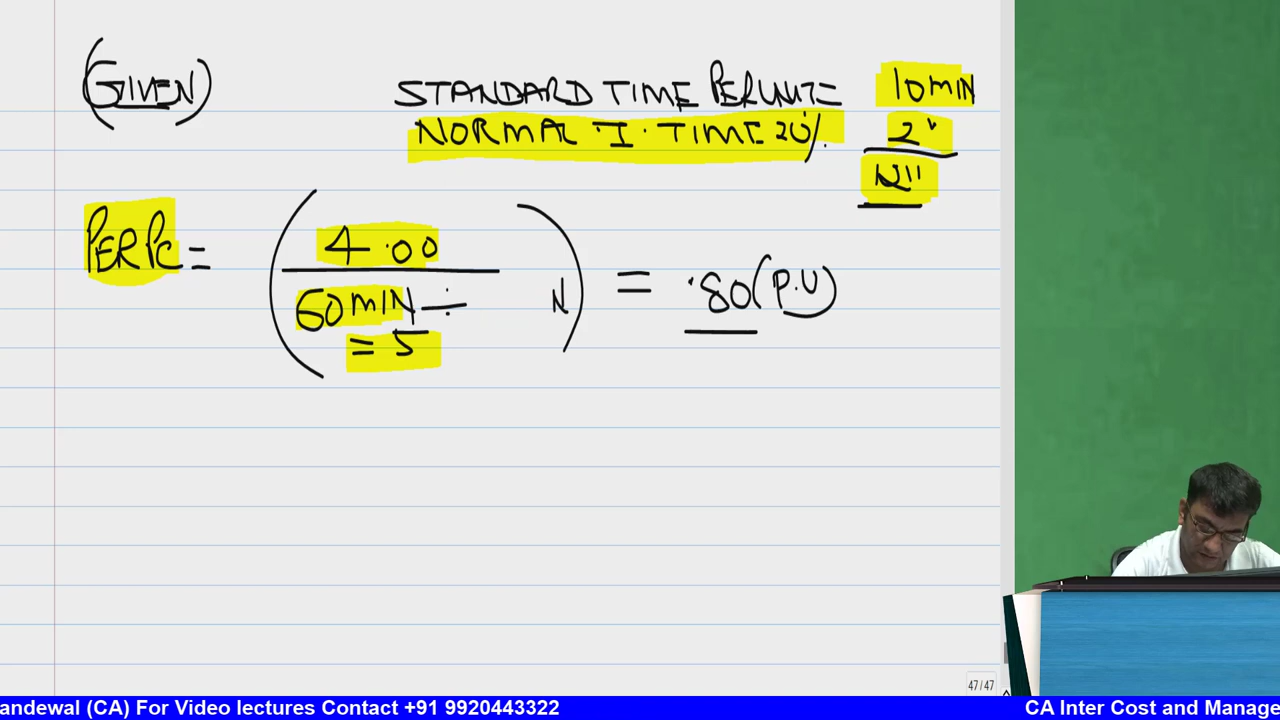 (GIVEN)
STANDARD TIME PER UNIT = 10 MIN
NORMAL .I. TIME 20%. 2"
12"
PER PC = ( 4.00 ) = .80 (P.U)
60 MIN ÷ 12
= 5
47/47
andewal (CA) For Video lectures Contact +91 9920443322
CA Inter Cost and Manage